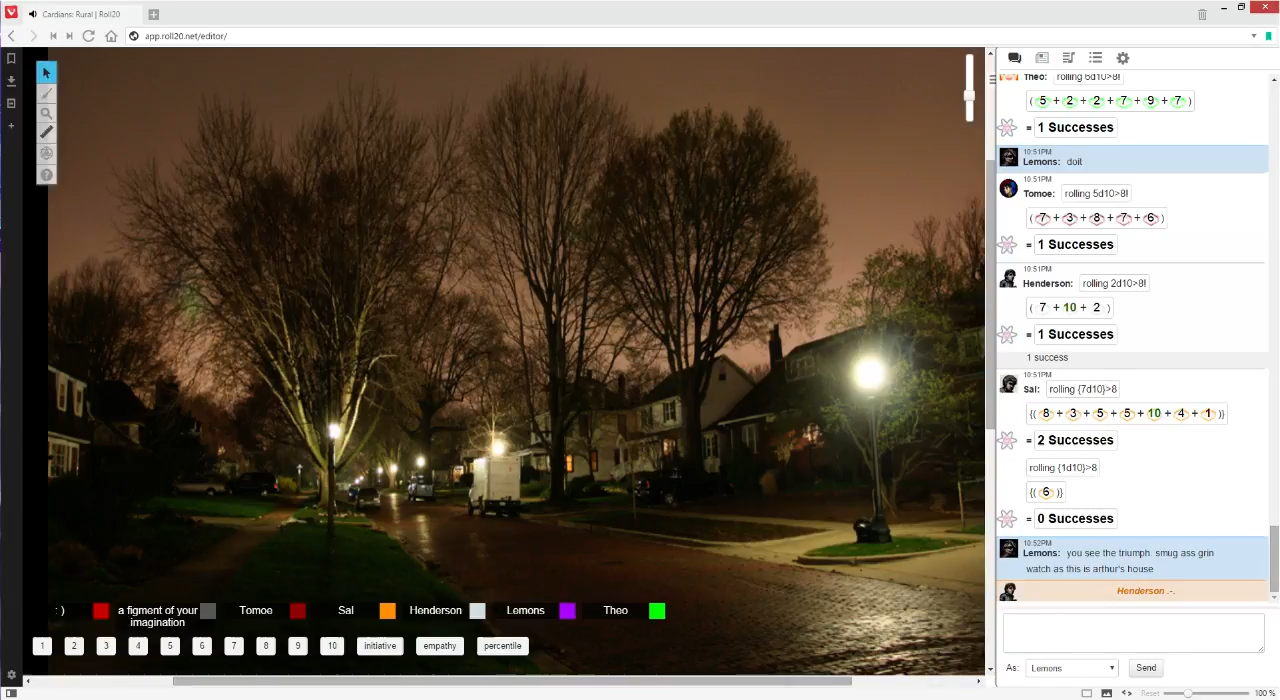 Cardians: Rural | Roll20
app.roll20.net/editor/
Theo: rolling 6d10>8!
( 5 + 2 + 2 + 7 + 9 + 7 )
= 1 Successes
10:51PM
Lemons: doit
10:51PM
Tomoe: rolling 5d10>8!
( 7 + 3 + 8 + 7 + 6 )
= 1 Successes
10:51PM
Henderson: rolling 2d10>8!
( 7 + 10 + 2 )
= 1 Successes
1 success
10:51PM
Sal: rolling {7d10}>8
{( 8 + 3 + 5 + 5 + 10 + 4 + 1 )}
= 2 Successes
rolling {1d10}>8
{( 6 )}
= 0 Successes
10:52PM
Lemons: you see the triumph. smug ass grin
watch as this is arthur's house
Henderson .-.
: ) a figment of your Tomoe Sal Henderson Lemons Theo
imagination
1 2 3 4 5 6 7 8 9 10 initiative empathy percentile
As: Lemons Send
Reset 100 %